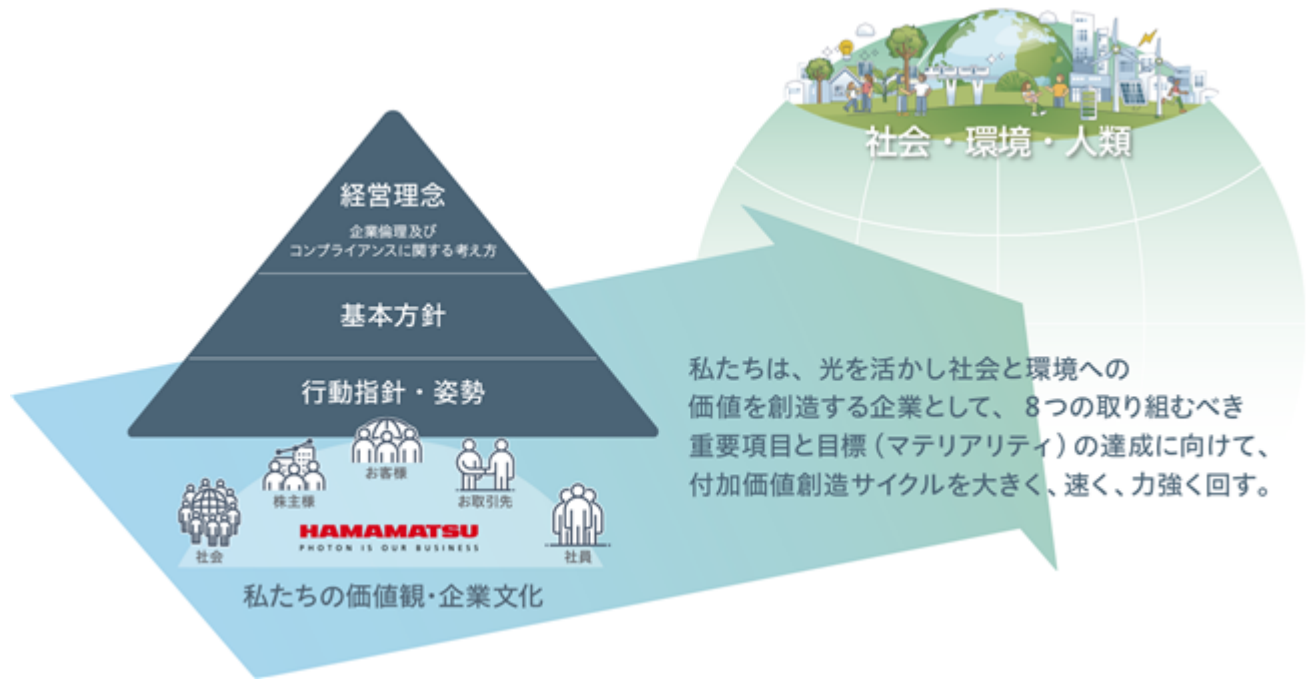 社会・環境・人類
経営理念
企業倫理及び
コンプライアンスに関する考え方
基本方針
行動指針・姿勢
お客様
株主様
お取引先
社会
社員
HAMAMATSU
PHOTON IS OUR BUSINESS
私たちの価値観・企業文化
私たちは、光を活かし社会と環境への
価値を創造する企業として、8つの取り組むべき
重要項目と目標(マテリアリティ)の達成に向けて、
付加価値創造サイクルを大きく、速く、力強く回す。